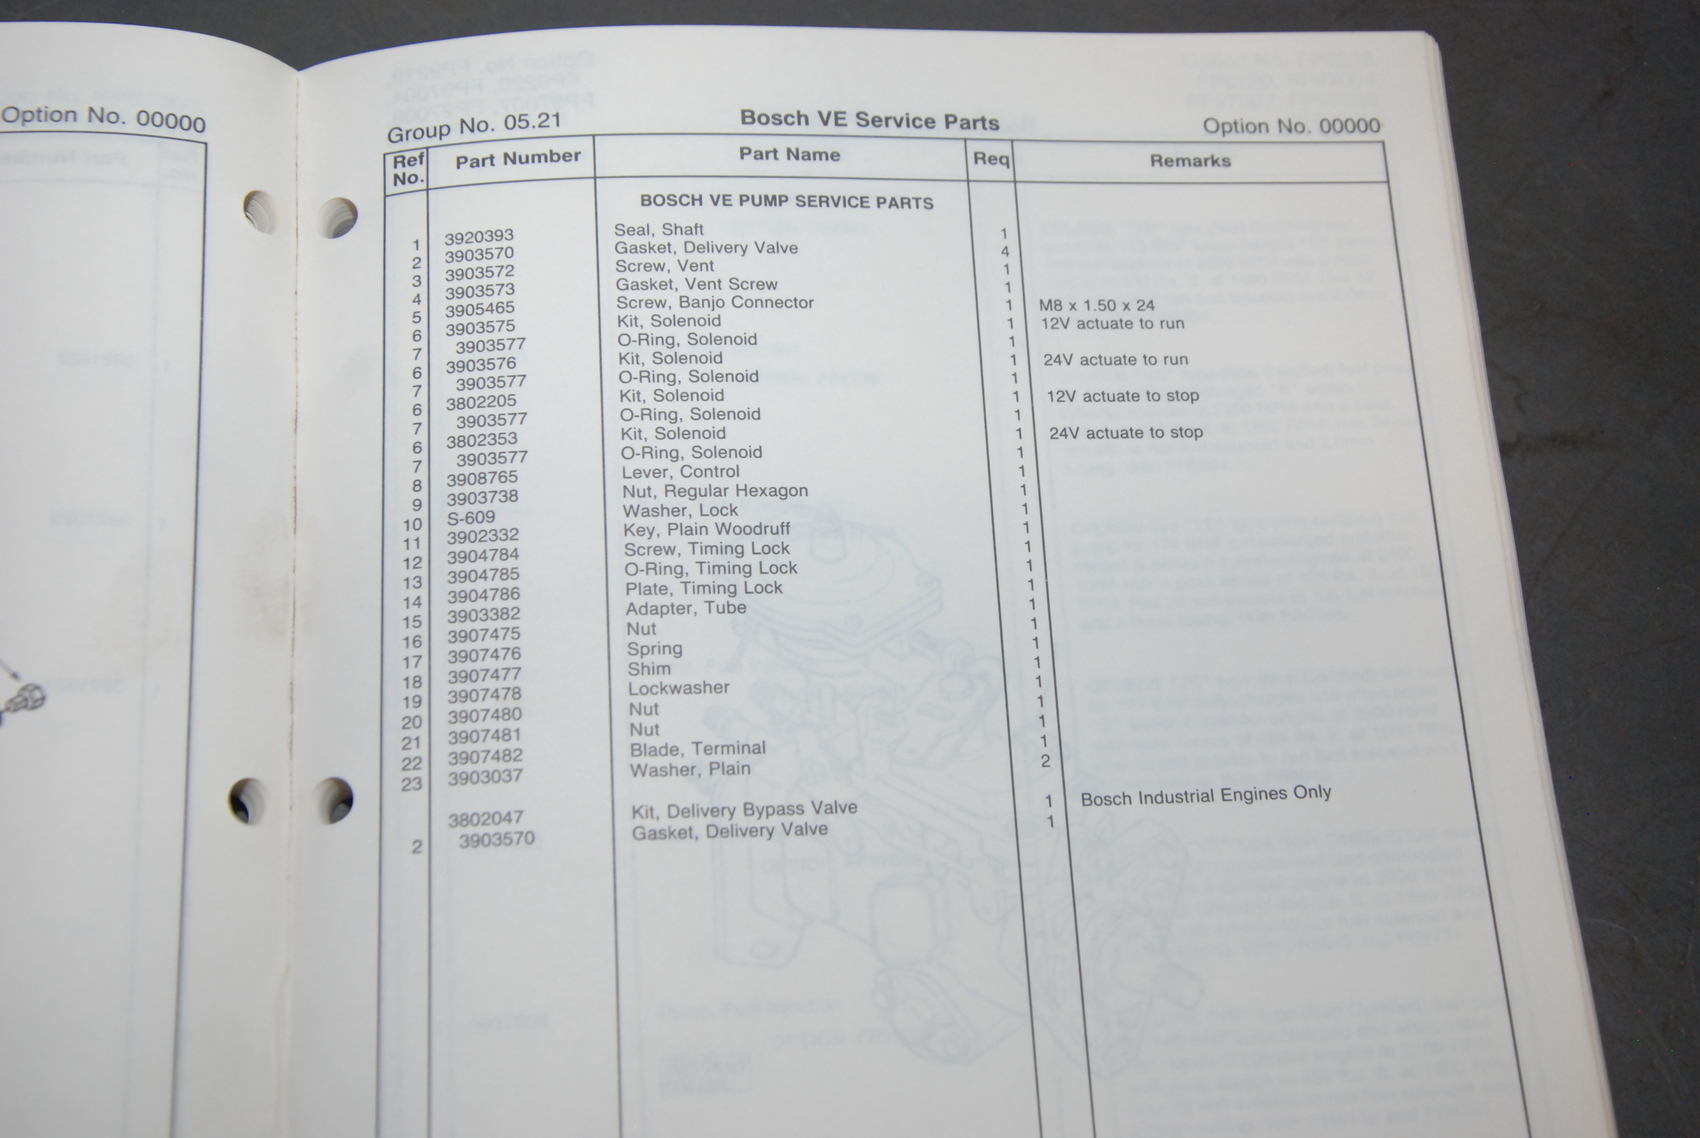 Option No. 00000
Group No. 05.21 Bosch VE Service Parts Option No. 00000
Ref No. Part Number Part Name Req Remarks
BOSCH VE PUMP SERVICE PARTS
1 3920393 Seal, Shaft 1
2 3903570 Gasket, Delivery Valve 4
3 3903572 Screw, Vent 1
4 3903573 Gasket, Vent Screw 1
5 3905465 Screw, Banjo Connector 1 M8 x 1.50 x 24
6 3903575 Kit, Solenoid 1 12V actuate to run
7 3903577 O-Ring, Solenoid 1
6 3903576 Kit, Solenoid 1 24V actuate to run
7 3903577 O-Ring, Solenoid 1
6 3802205 Kit, Solenoid 1 12V actuate to stop
7 3903577 O-Ring, Solenoid 1
6 3802353 Kit, Solenoid 1 24V actuate to stop
7 3903577 O-Ring, Solenoid 1
8 3908765 Lever, Control 1
9 3903738 Nut, Regular Hexagon 1
10 S-609 Washer, Lock 1
11 3902332 Key, Plain Woodruff 1
12 3904784 Screw, Timing Lock 1
13 3904785 O-Ring, Timing Lock 1
14 3904786 Plate, Timing Lock 1
15 3903382 Adapter, Tube 1
16 3907475 Nut 1
17 3907476 Spring 1
18 3907477 Shim 1
19 3907478 Lockwasher 1
20 3907480 Nut 1
21 3907481 Nut 1
22 3907482 Blade, Terminal 1
23 3903037 Washer, Plain 2
3802047 Kit, Delivery Bypass Valve 1 Bosch Industrial Engines Only
2 3903570 Gasket, Delivery Valve 1